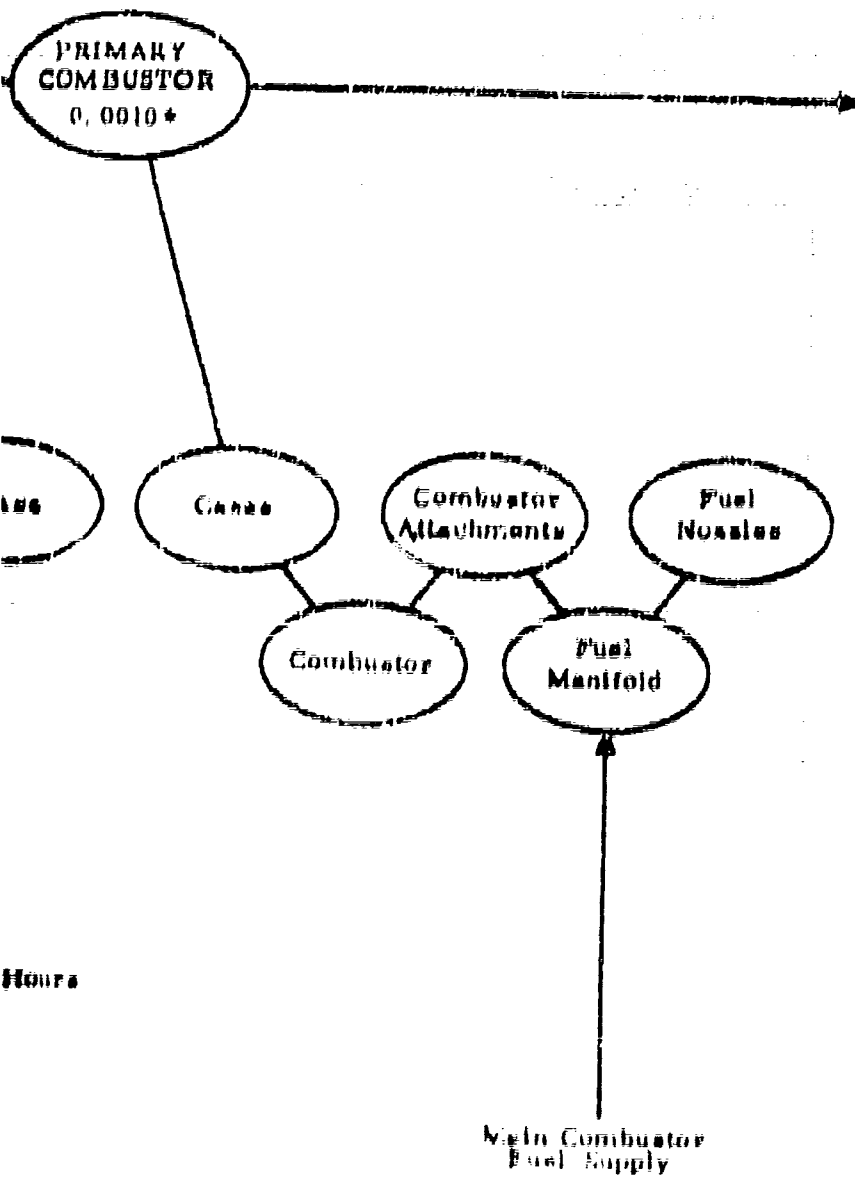 PRIMARY
COMBUSTOR
0.0010*
Cases
Combustor
Attachments
Fuel
Nozzles
Combustor
Fuel
Manifold
Hours
Main Combustor
Fuel Supply